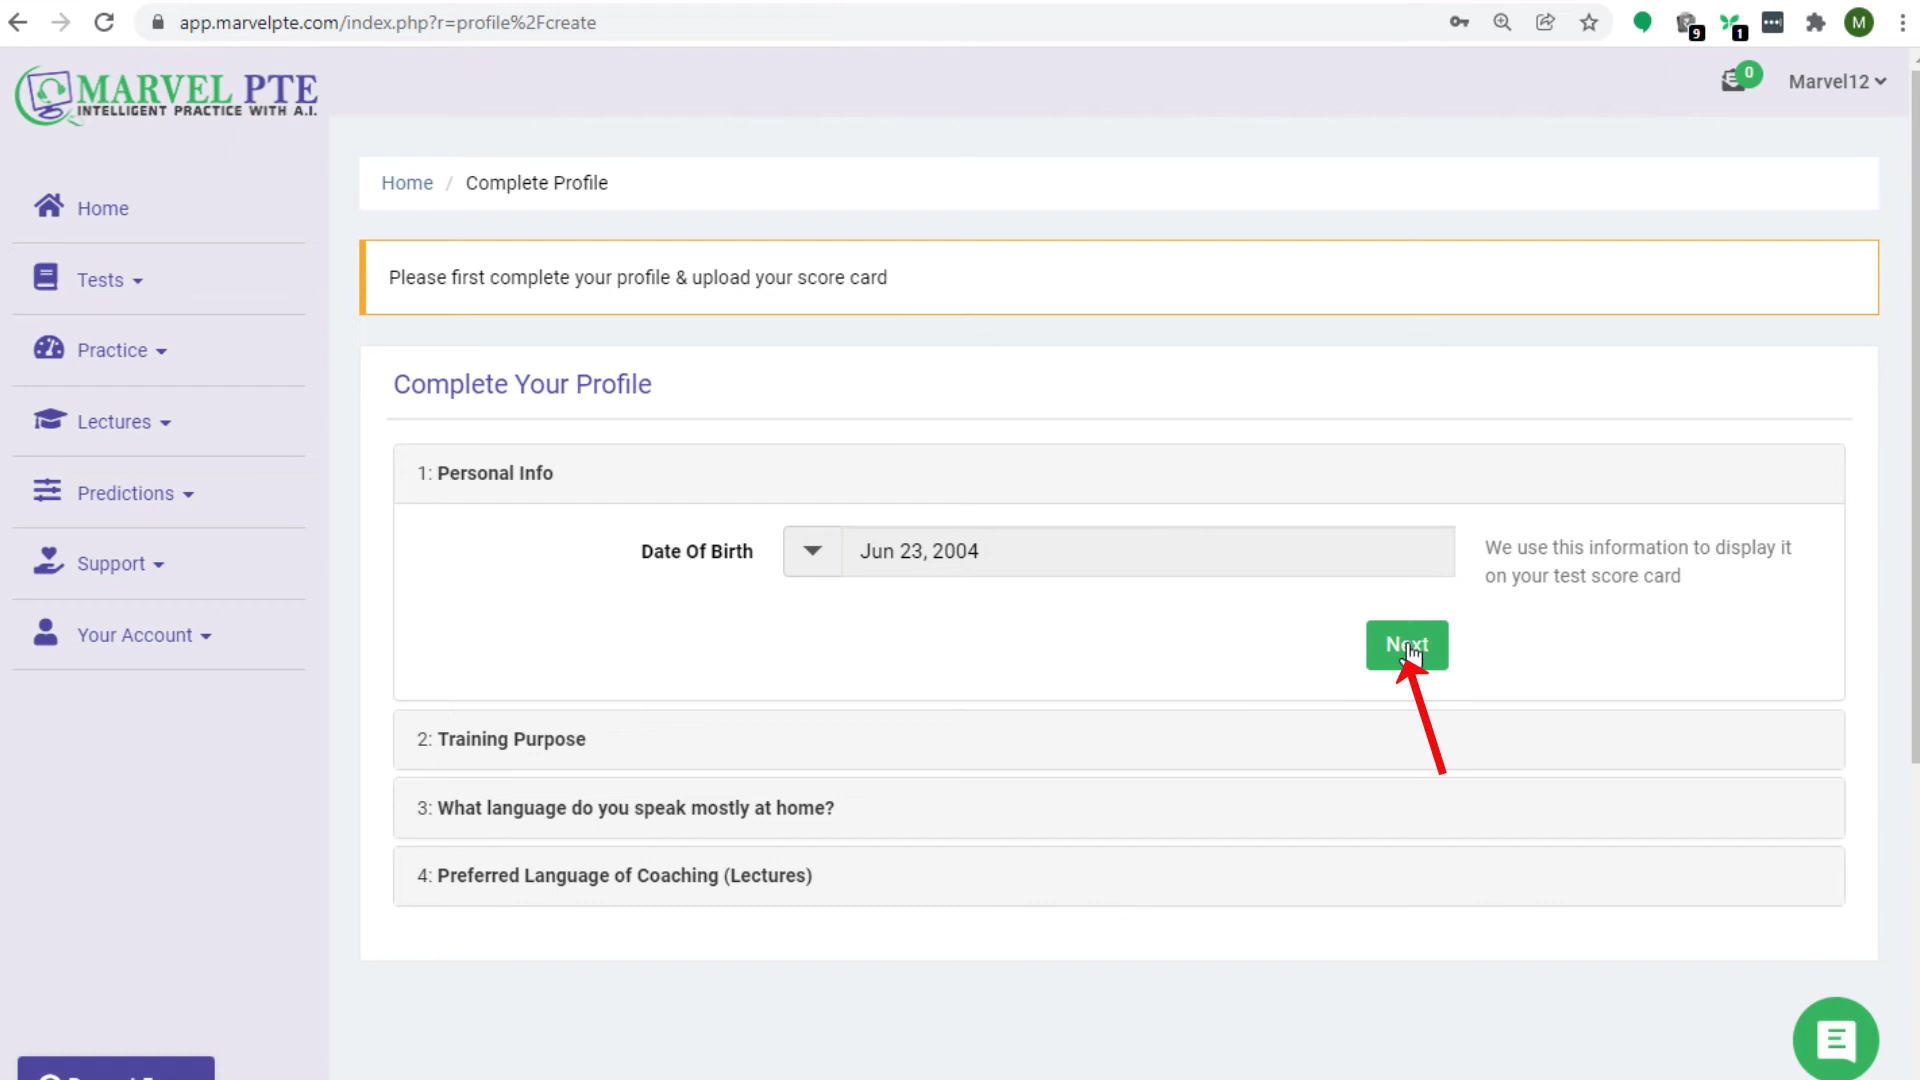 app.marvelpte.com/index.php?r=profile%2Fcreate
9
1
M
MARVEL PTE
INTELLIGENT PRACTICE WITH A.I.
0
Marvel12
Home / Complete Profile
Home
Tests
Practice
Lectures
Predictions
Support
Your Account
Please first complete your profile & upload your score card
Complete Your Profile
1: Personal Info
Date Of Birth
Jun 23, 2004
We use this information to display it
on your test score card
Next
2: Training Purpose
3: What language do you speak mostly at home?
4: Preferred Language of Coaching (Lectures)